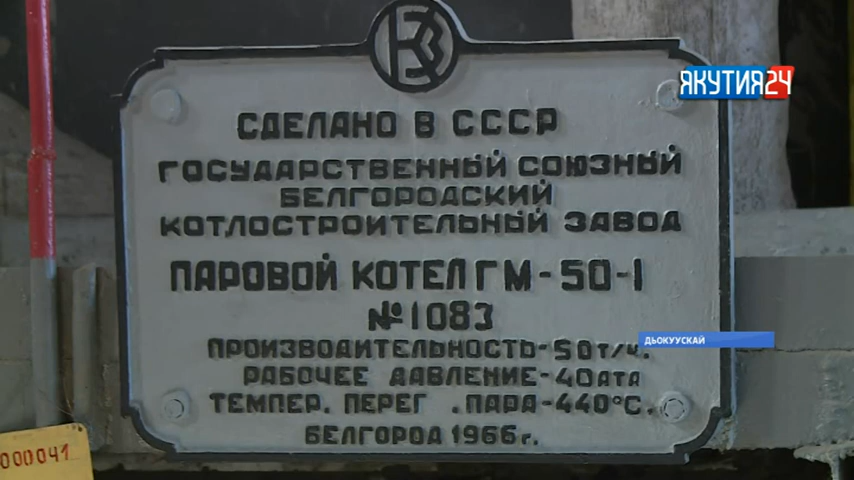 КЗ
ЯКУТИЯ24
СДЕЛАНО В СССР
ГОСУДАРСТВЕННЫЙ СОЮЗНЫЙ
БЕЛГОРОДСКИЙ
КОТЛОСТРОИТЕЛЬНЫЙ ЗАВОД
ПАРОВОЙ КОТЕЛ ГМ-50-1
№1083
ДЬОКУУСКАЙ
ПРОИЗВОДИТЕЛЬНОСТЬ-50т/ч.
РАБОЧЕЕ ДАВЛЕНИЕ-40АТА
ТЕМПЕР. ПЕРЕГ .ПАРА-440°С.
БЕЛГОРОД 1966г.
000041